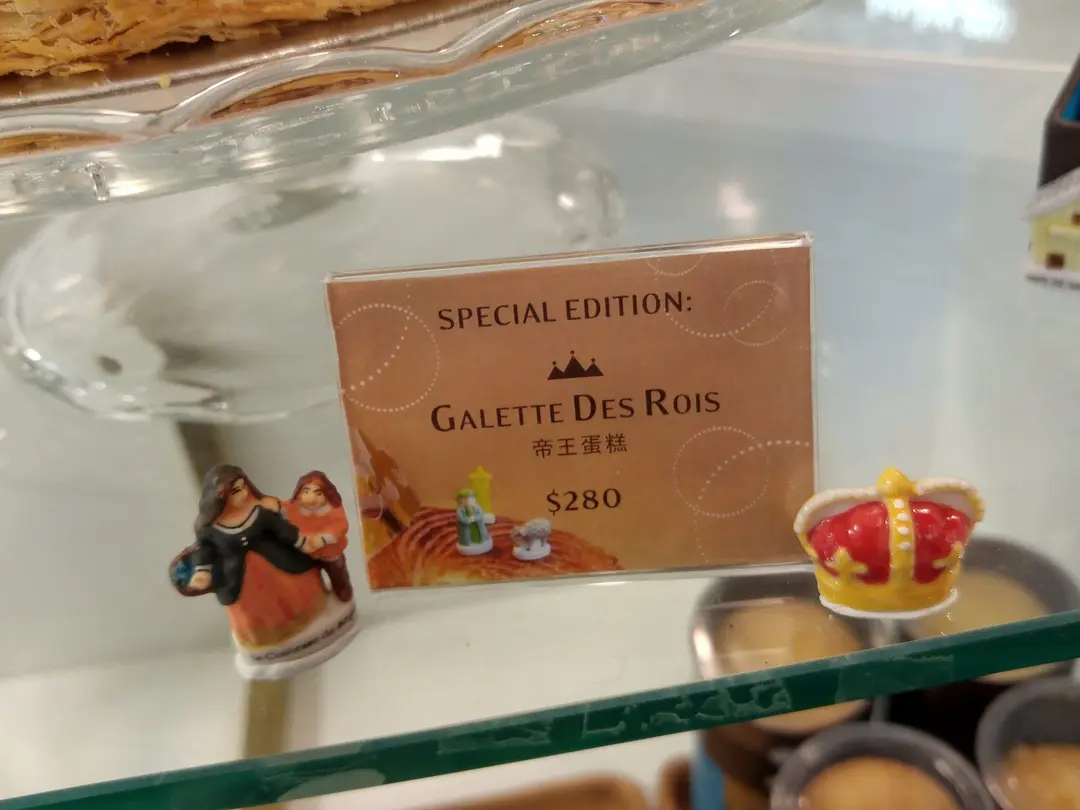 SPECIAL EDITION:
GALETTE DES ROIS
帝王蛋糕
$280